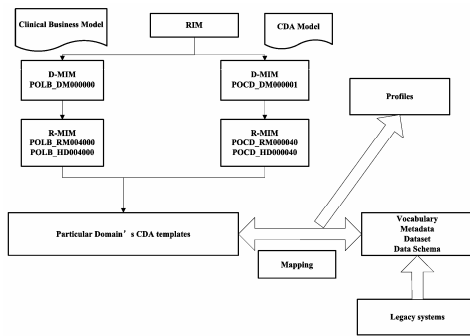 Clinical Business Model
RIM
CDA Model
D-MIM
POLB_DM000000
D-MIM
POCD_DM000001
Profiles
R-MIM
POLB_RM004000
POLB_HD004000
R-MIM
POCD_RM000040
POCD_HD000040
Particular Domain's CDA templates
Mapping
Vocabulary
Metadata
Dataset
Data Schema
Legacy systems